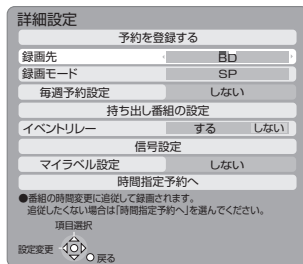 詳細設定
予約を登録する
録画先 BD
録画モード SP
毎週予約設定 しない
持ち出し番組の設定
イベントリレー する しない
信号設定
マイラベル設定 しない
時間指定予約へ
●番組の時間変更に追従して録画されます。
追従したくない場合は「時間指定予約へ」を選んでください。
項目選択
設定変更
戻る